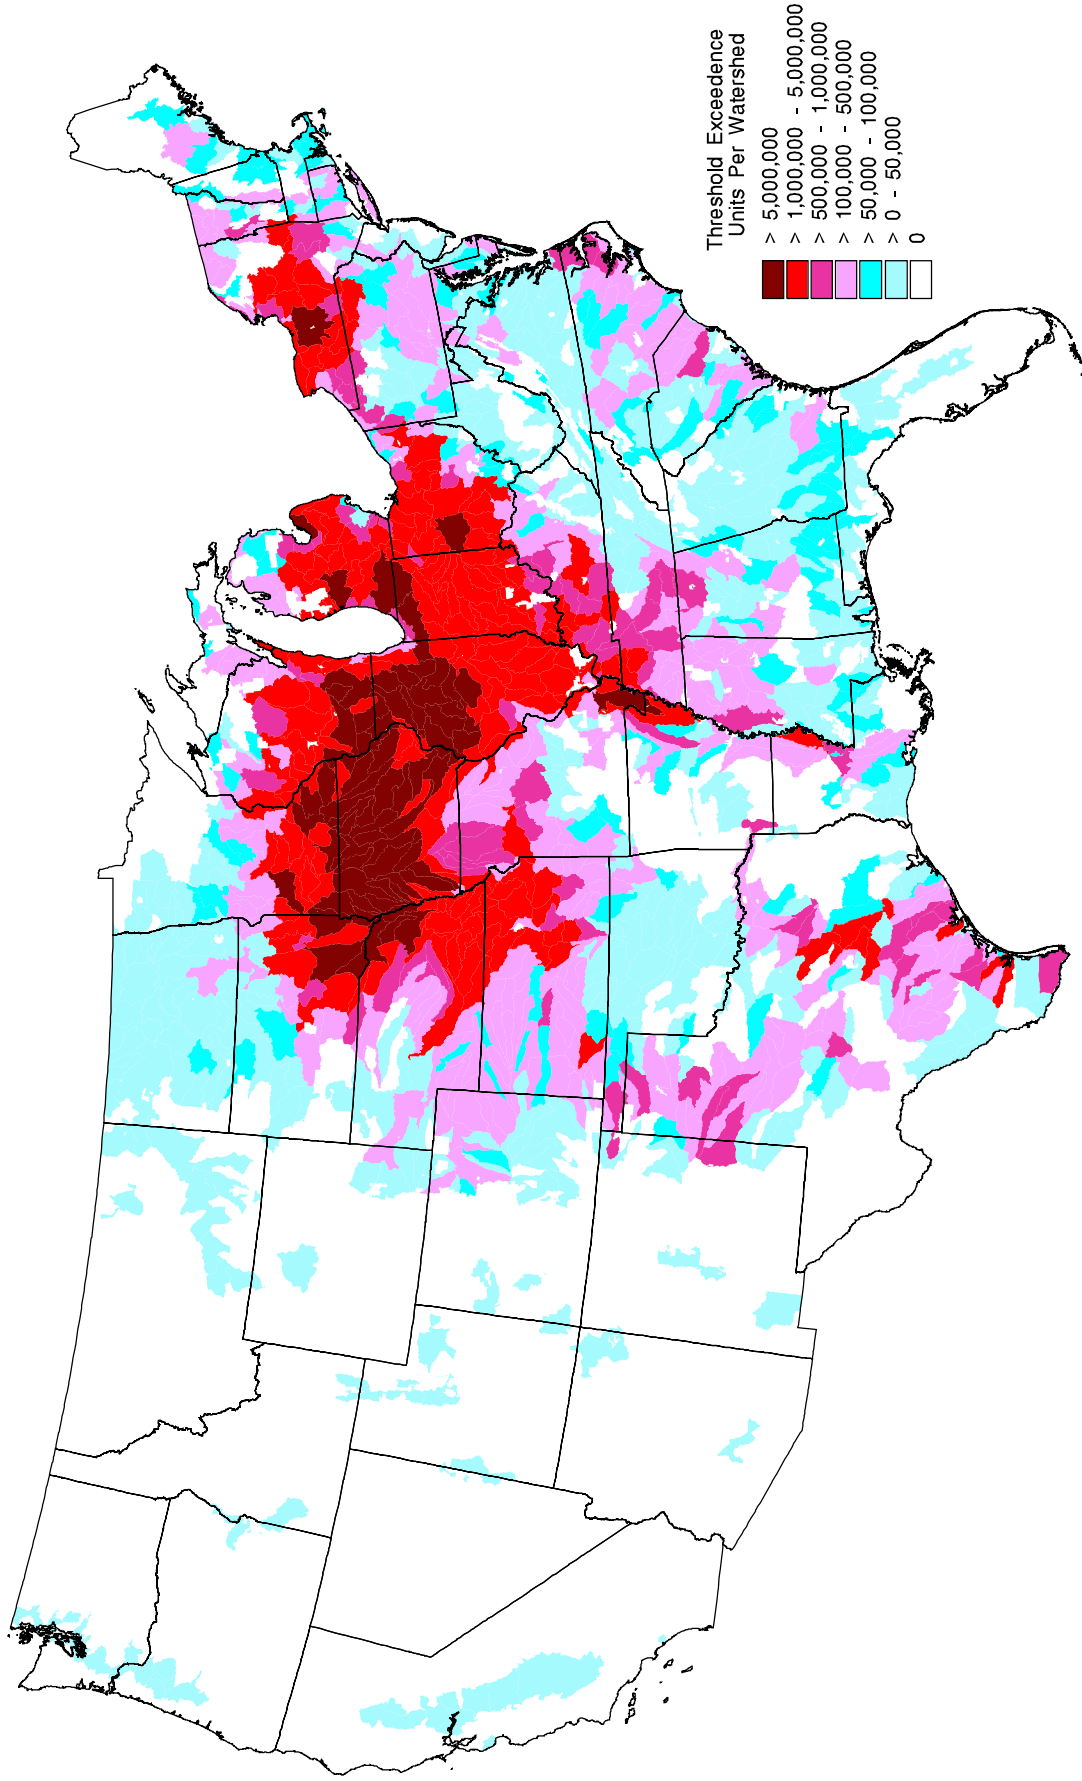 Threshold Exceedence
Units Per Watershed
> 5,000,000
> 1,000,000 - 5,000,000
> 500,000 - 1,000,000
> 100,000 - 500,000
> 50,000 - 100,000
> 0 - 50,000
0